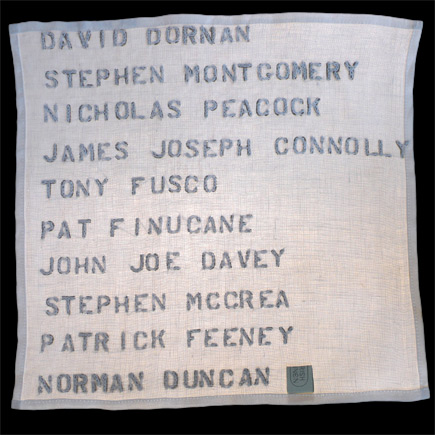 DAVID DORNAN
STEPHEN MONTGOMERY
NICHOLAS PEACOCK
JAMES JOSEPH CONNOLLY
TONY FUSCO
PAT FINUCANE
JOHN JOE DAVEY
STEPHEN MCCREA
PATRICK FEENEY
NORMAN DUNCAN